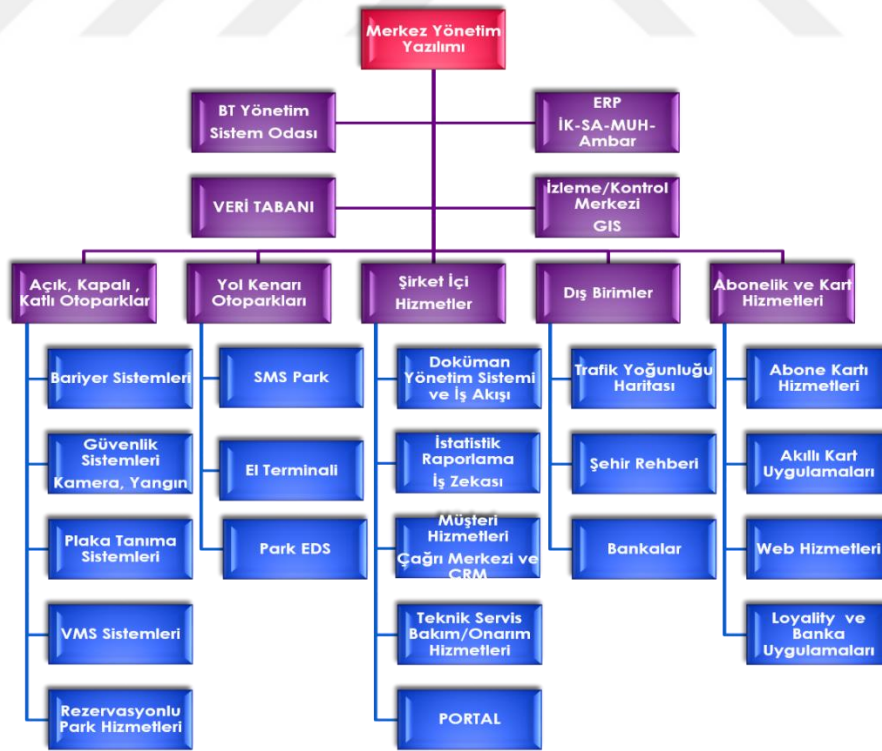 Merkez Yönetim
Yazılımı
BT Yönetim
Sistem Odası
ERP
İK-SA-MUH-
Ambar
VERİ TABANI
İzleme/Kontrol
Merkezi
GIS
Açık, Kapalı ,
Katlı Otoparklar
Yol Kenarı
Otoparkları
Şirket İçi
Hizmetler
Dış Birimler
Abonelik ve Kart
Hizmetleri
Bariyer Sistemleri
Güvenlik
Sistemleri
Kamera, Yangın
Plaka Tanıma
Sistemleri
VMS Sistemleri
Rezervasyonlu
Park Hizmetleri
SMS Park
El Terminali
Park EDS
Doküman
Yönetim Sistemi
ve İş Akışı
İstatistik
Raporlama
İş Zekası
Müşteri
Hizmetleri
Çağrı Merkezi ve
CRM
Teknik Servis
Bakım/Onarım
Hizmetleri
PORTAL
Trafik Yoğunluğu
Haritası
Şehir Rehberi
Bankalar
Abone Kartı
Hizmetleri
Akıllı Kart
Uygulamaları
Web Hizmetleri
Loyality ve
Banka
Uygulamaları